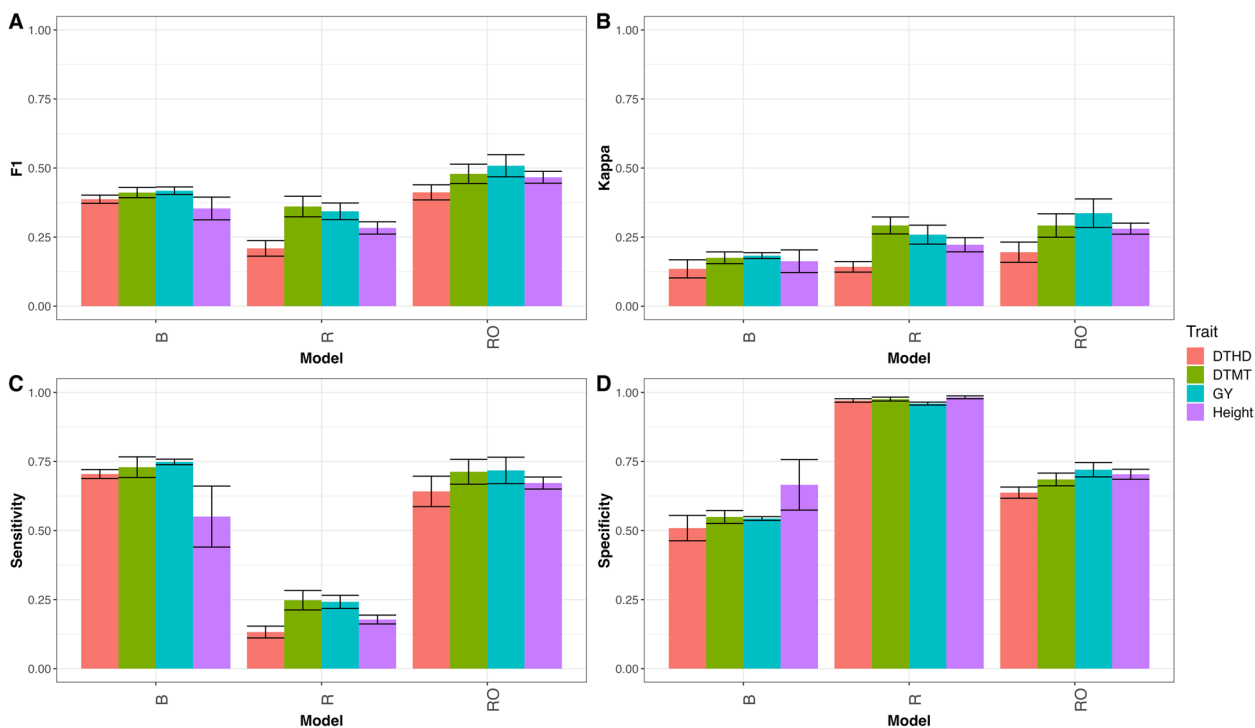 A
1.00
0.75
0.50
0.25
0.00
F1
B
R
RO
Model
B
1.00
0.75
0.50
0.25
0.00
Kappa
B
R
RO
Model
C
1.00
0.75
0.50
0.25
0.00
Sensitivity
B
R
RO
Model
D
1.00
0.75
0.50
0.25
0.00
Specificity
B
R
RO
Model
Trait
DTHD
DTMT
GY
Height